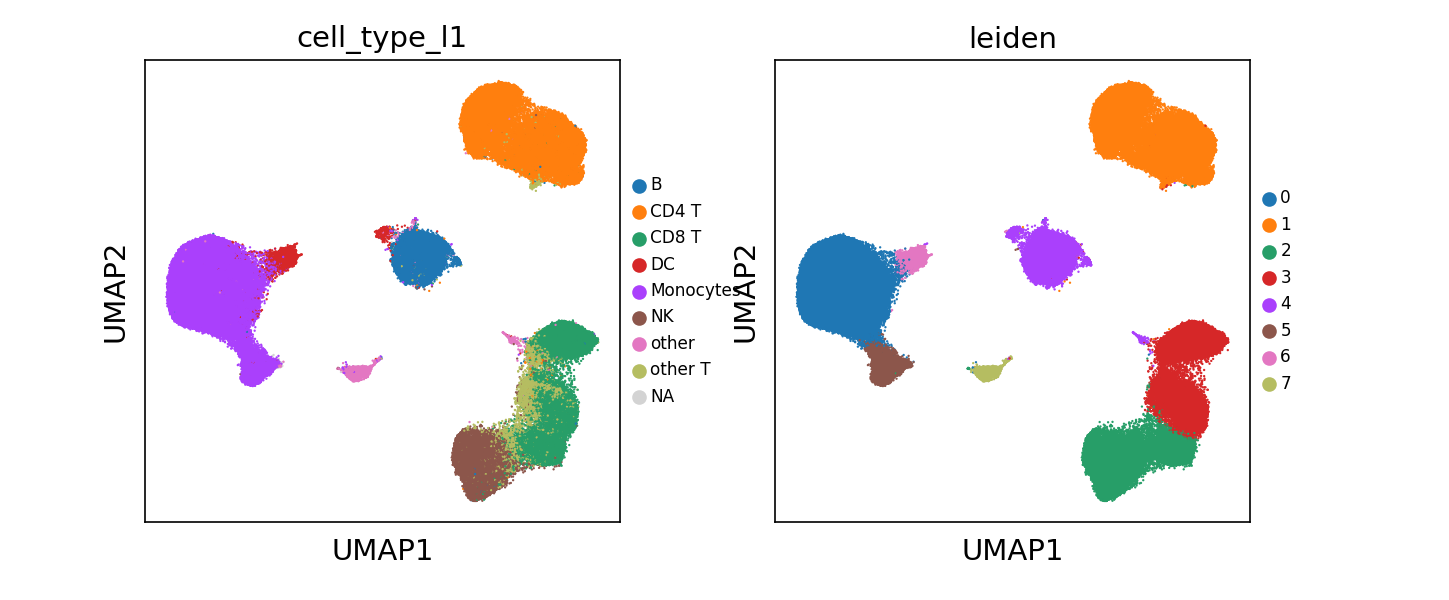 cell_type_l1
UMAP2
UMAP1
B
CD4 T
CD8 T
DC
Monocytes
NK
other
other T
NA
leiden
UMAP2
UMAP1
0
1
2
3
4
5
6
7